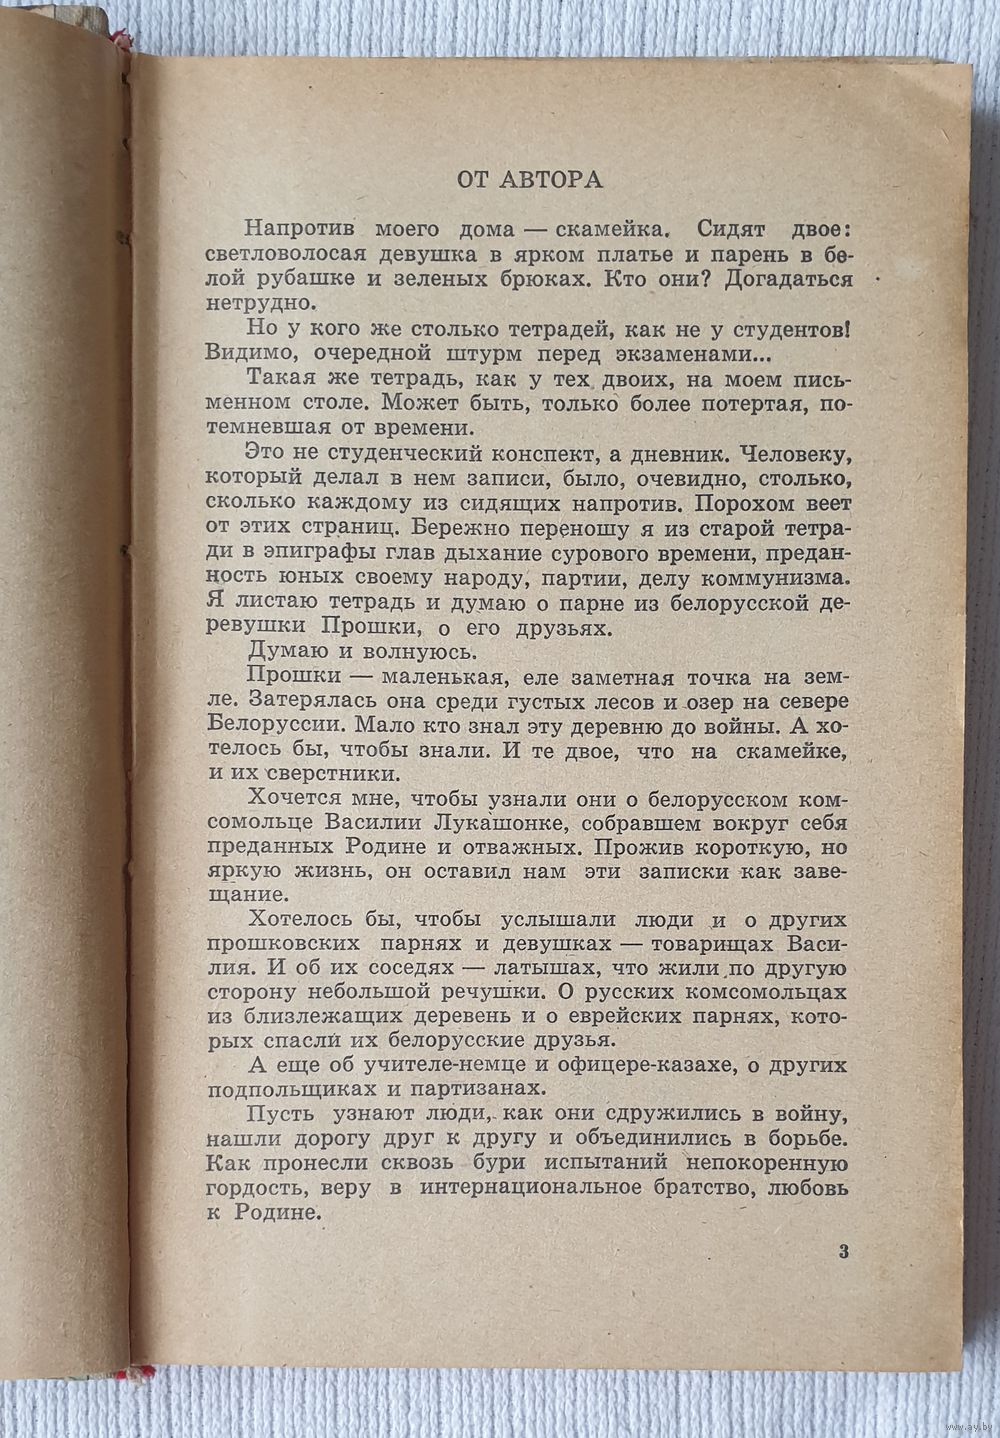 ОТ АВТОРА
Напротив моего дома — скамейка. Сидят двое:
светловолосая девушка в ярком платье и парень в бе-
лой рубашке и зеленых брюках. Кто они? Догадаться
нетрудно.
Но у кого же столько тетрадей, как не у студентов!
Видимо, очередной штурм перед экзаменами...
Такая же тетрадь, как у тех двоих, на моем пись-
менном столе. Может быть, только более потертая, по-
темневшая от времени.
Это не студенческий конспект, а дневник. Человеку,
который делал в нем записи, было, очевидно, столько,
сколько каждому из сидящих напротив. Порохом веет
от этих страниц. Бережно переношу я из старой тетра-
ди в эпиграфы глав дыхание сурового времени, предан-
ность юных своему народу, партии, делу коммунизма.
Я листаю тетрадь и думаю о парне из белорусской де-
ревушки Прошки, о его друзьях.
Думаю и волнуюсь.
Прошки — маленькая, еле заметная точка на зем-
ле. Затерялась она среди густых лесов и озер на севере
Белоруссии. Мало кто знал эту деревню до войны. А хо-
телось бы, чтобы знали. И те двое, что на скамейке,
и их сверстники.
Хочется мне, чтобы узнали они о белорусском ком-
сомольце Василии Лукашонке, собравшем вокруг себя
преданных Родине и отважных. Прожив короткую, но
яркую жизнь, он оставил нам эти записки как заве-
щание.
Хотелось бы, чтобы услышали люди и о других
прошковских парнях и девушках — товарищах Васи-
лия. И об их соседях — латышах, что жили по другую
сторону небольшой речушки. О русских комсомольцах
из близлежащих деревень и о еврейских парнях, кото-
рых спасли их белорусские друзья.
А еще об учителе-немце и офицере-казахе, о других
подпольщиках и партизанах.
Пусть узнают люди, как они сдружились в войну,
нашли дорогу друг к другу и объединились в борьбе.
Как пронесли сквозь бури испытаний непокоренную
гордость, веру в интернациональное братство, любовь
к Родине.
3
www.ay.by